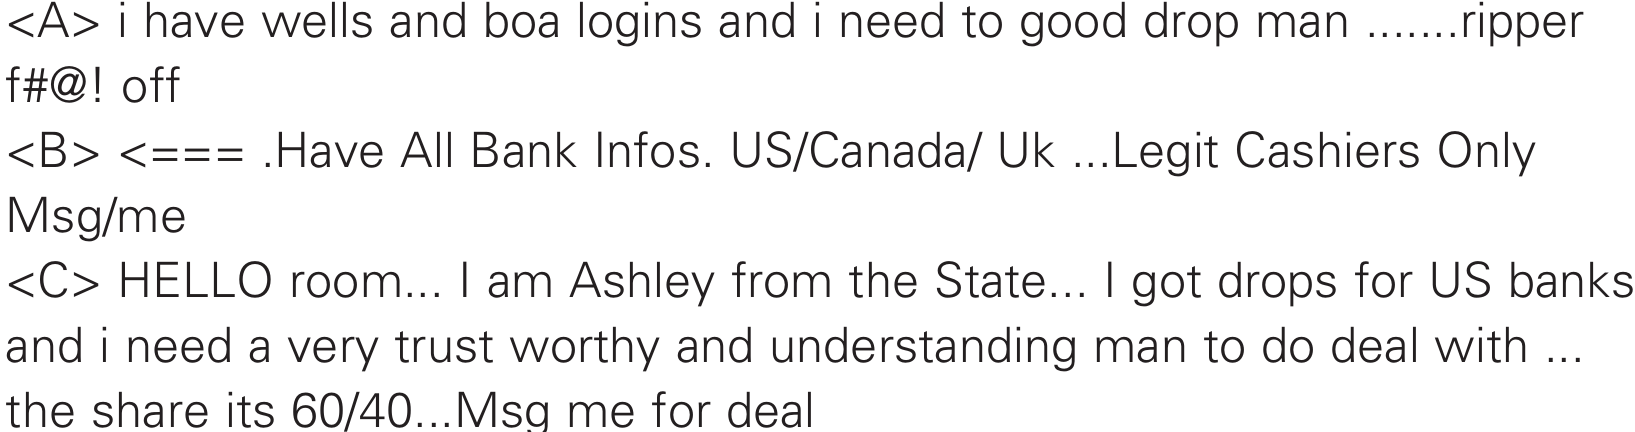 <A> i have wells and boa logins and i need to good drop man .......ripper
f#@! off
<B> <=== .Have All Bank Infos. US/Canada/ Uk ...Legit Cashiers Only
Msg/me
<C> HELLO room... I am Ashley from the State... I got drops for US banks
and i need a very trust worthy and understanding man to do deal with ...
the share its 60/40...Msg me for deal